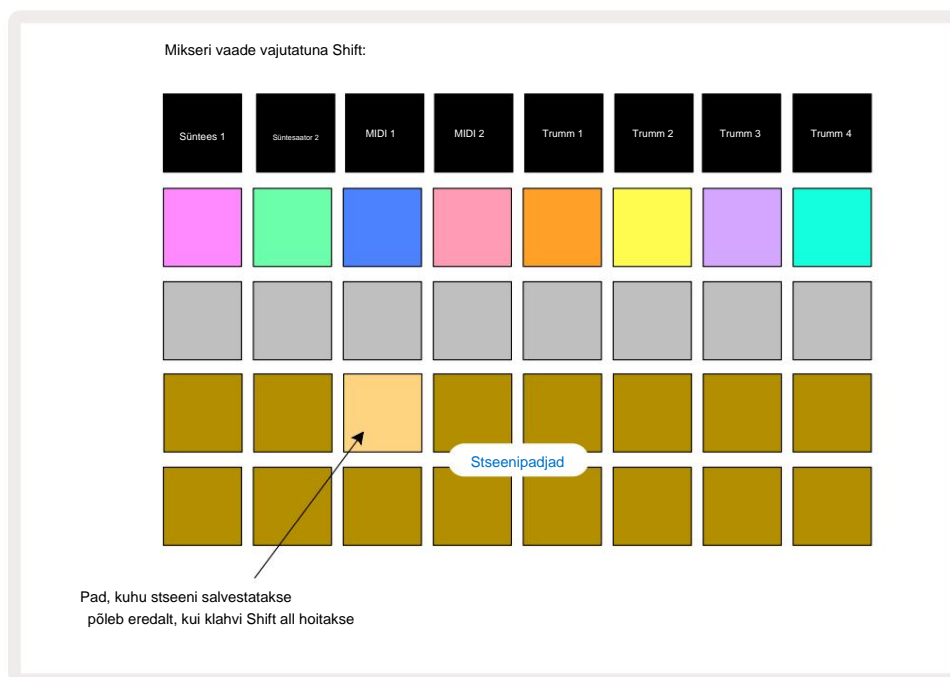 Mikseri vaade vajutatuna Shift:
Süntees 1
Süntesaator 2
MIDI 1
MIDI 2
Trumm 1
Trumm 2
Trumm 3
Trumm 4
Stseenipadjad
Pad, kuhu stseeni salvestatakse
põleb eredalt, kui klahvi Shift all hoitakse